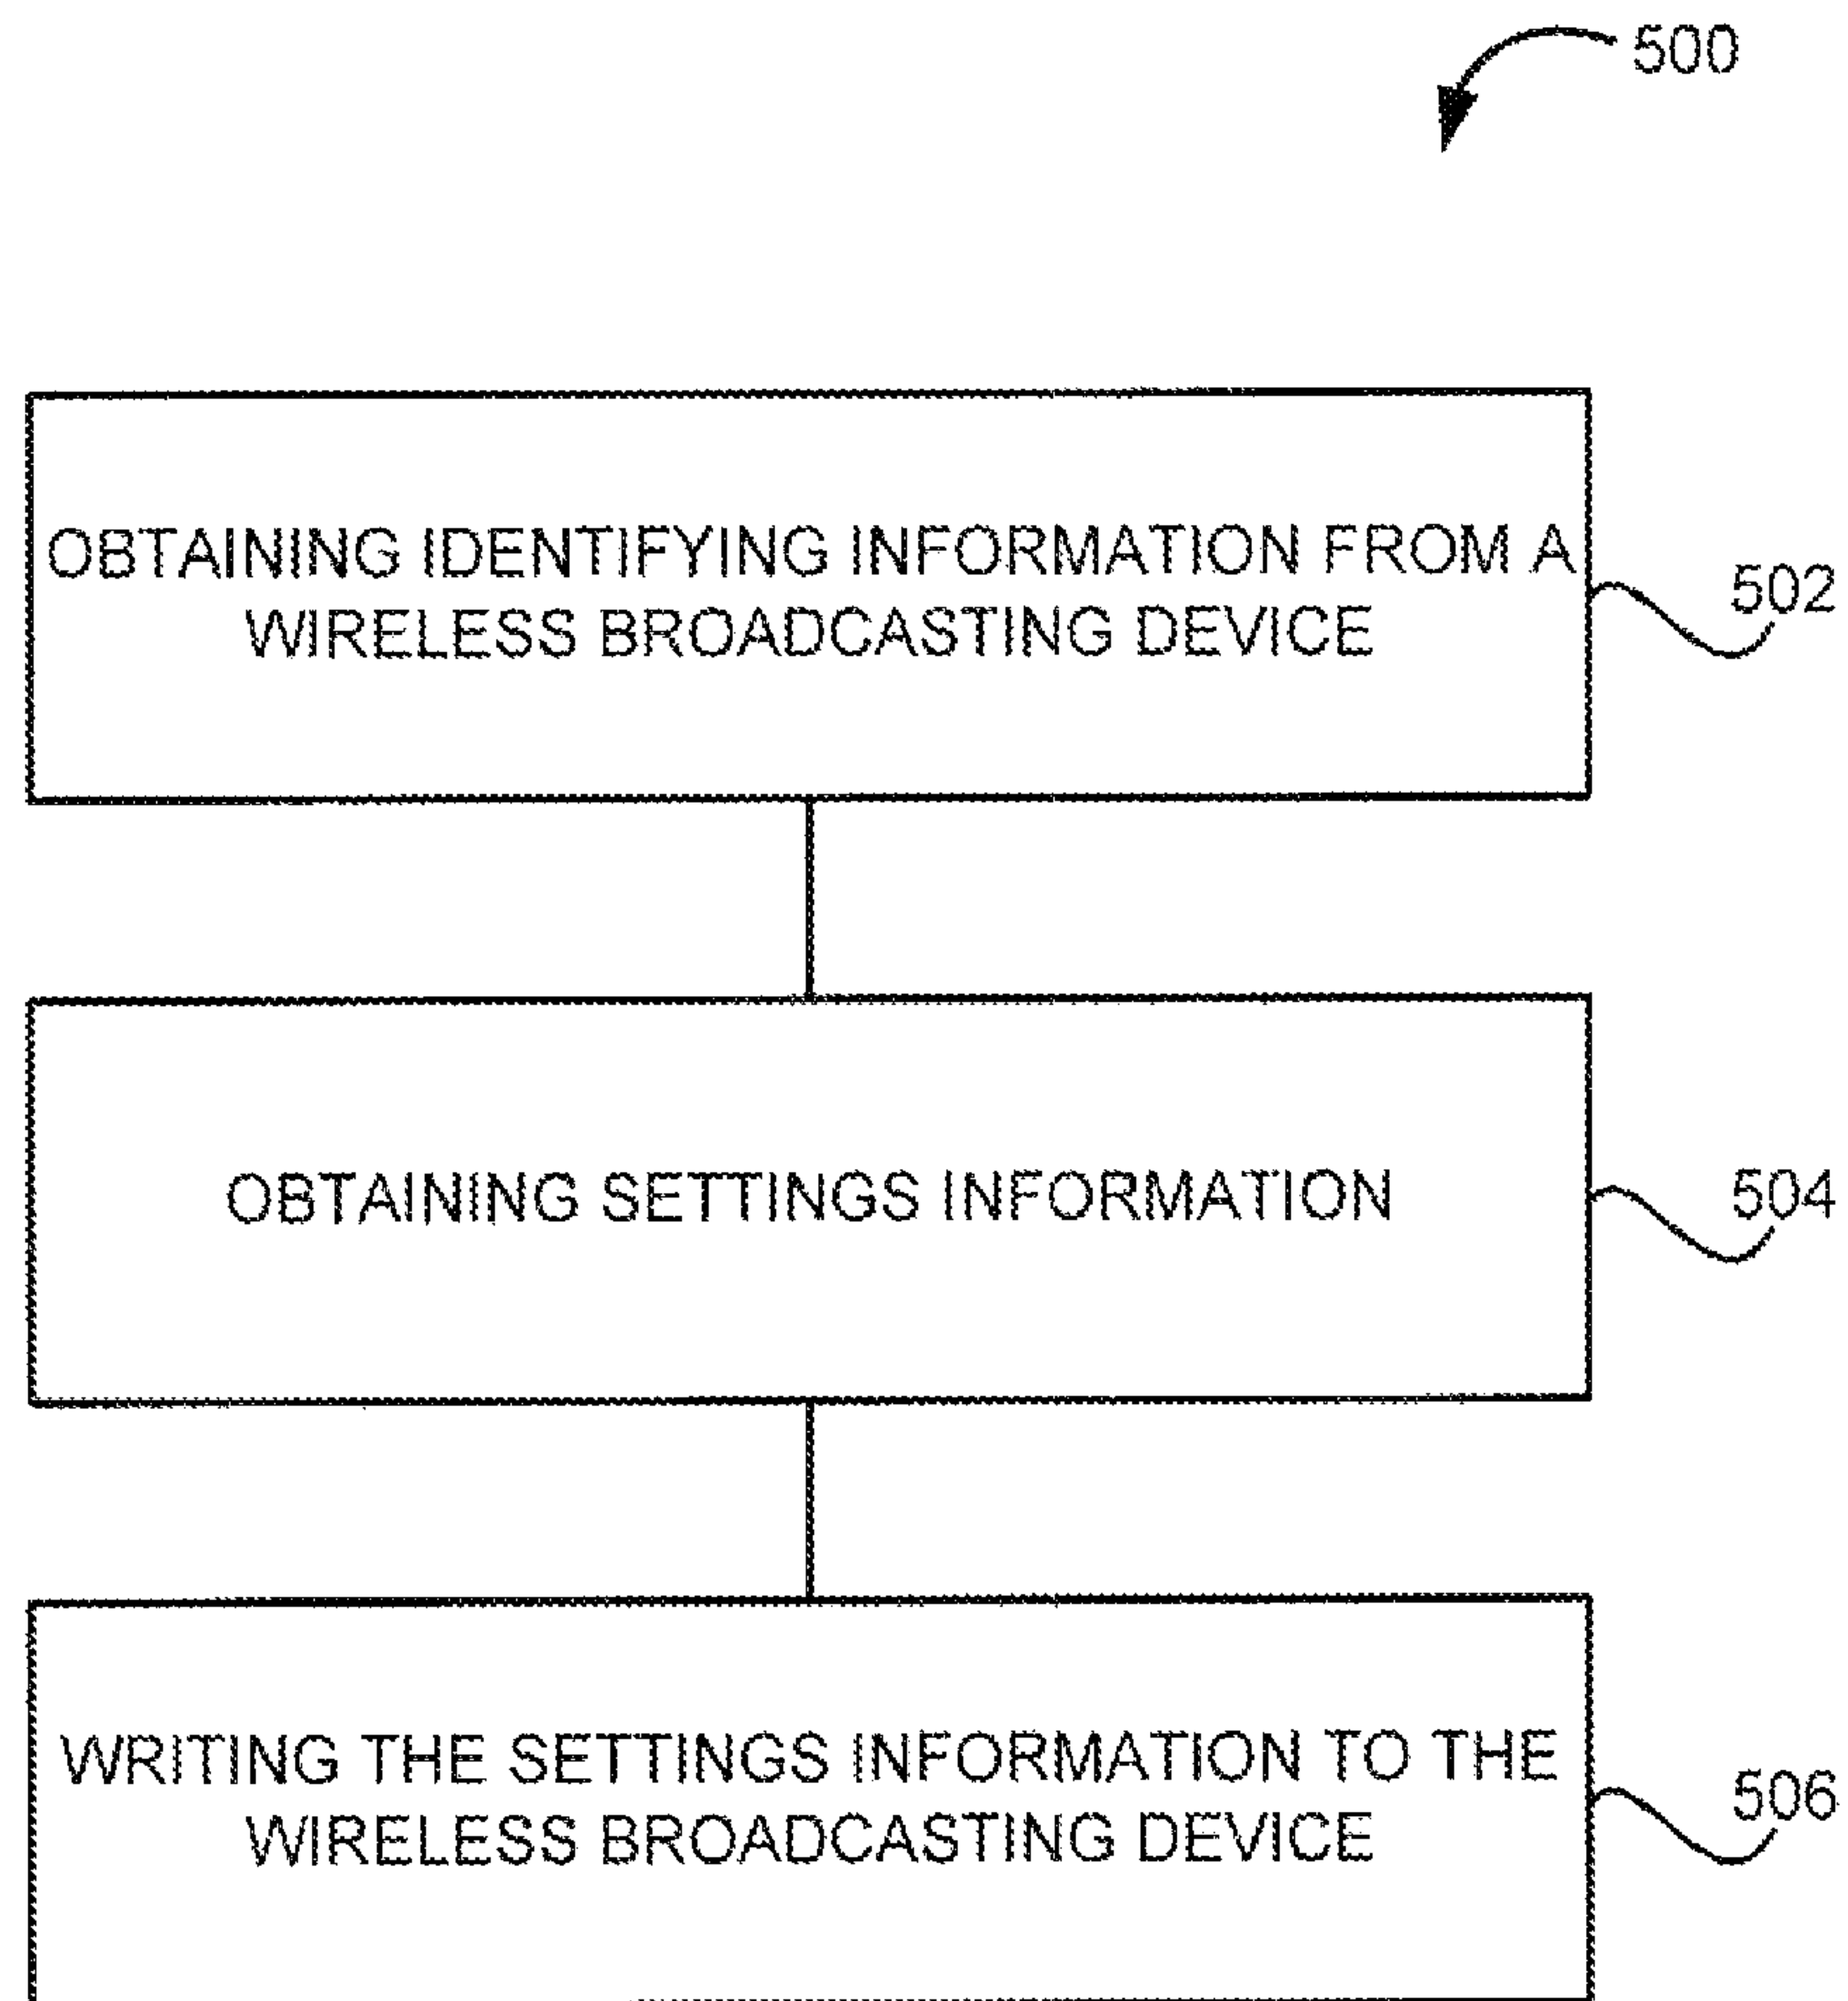 500
OBTAINING IDENTIFYING INFORMATION FROM A
WIRELESS BROADCASTING DEVICE
502
OBTAINING SETTINGS INFORMATION
504
WRITING THE SETTINGS INFORMATION TO THE
WIRELESS BROADCASTING DEVICE
506